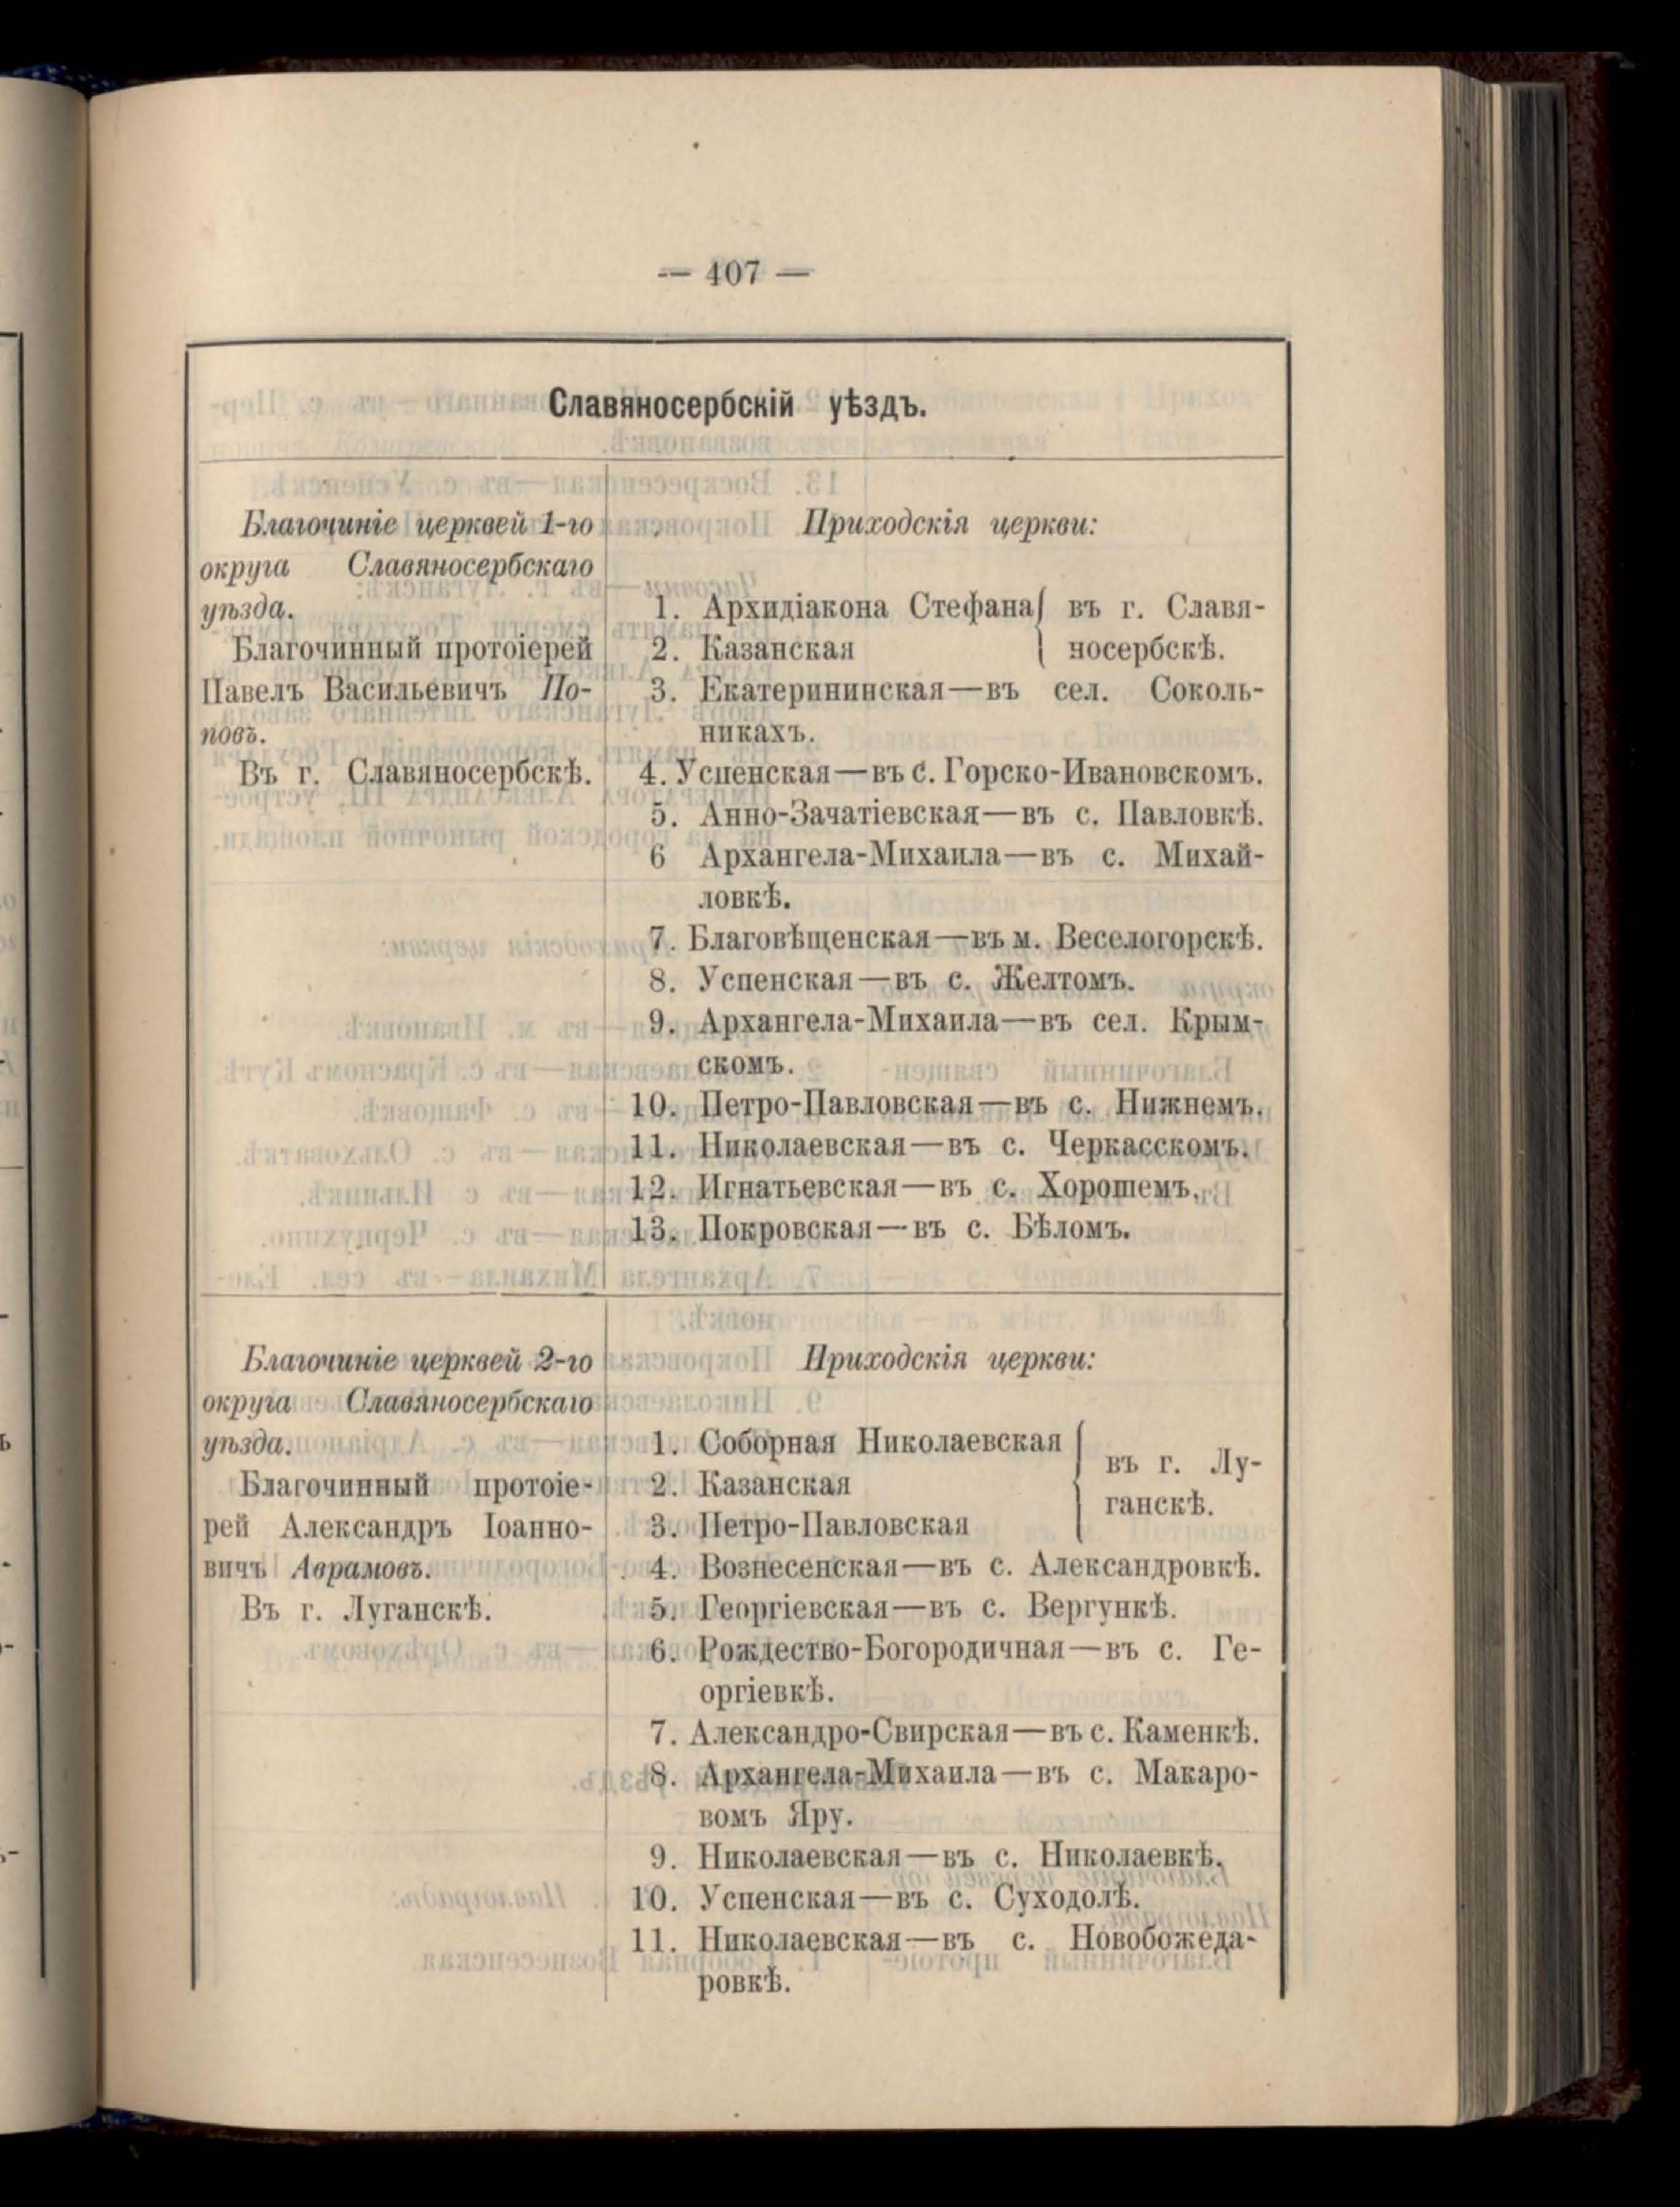 — 407 —
Славяносербскій уѣздъ.
Благочиніе церквей 1-го
округа Славяносербскаго
уѣзда.
Благочинный протоіерей
Павелъ Васильевичъ По-
повъ.
Въ г. Славяносербскѣ.
Приходскія церкви:
1. Архидіакона Стефана { въ г. Славя-
2. Казанская носербскѣ.
3. Екатерининская—въ сел. Соколь-
никахъ.
4. Успенская—въ с. Горско-Ивановскомъ.
5. Анно-Зачатіевская—въ с. Павловкѣ.
6 Архангела-Михаила—въ с. Михай-
ловкѣ.
7. Благовѣщенская—въ м. Веселогорскѣ.
8. Успенская—въ с. Желтомъ.
9. Архангела-Михаила—въ сел. Крым-
скомъ.
10. Петро-Павловская—въ с. Нижнемъ.
11. Николаевская—въ с. Черкасскомъ.
12. Игнатьевская—въ с. Хорошемъ.
13. Покровская—въ с. Бѣломъ.
Благочиніе церквей 2-го
округа Славяносербскаго
уѣзда.
Благочинный протоіе-
рей Александръ Іоанно-
вичъ Аврамовъ.
Въ г. Луганскѣ.
Приходскія церкви:
1. Соборная Николаевская
2. Казанская
3. Петро-Павловская
въ г. Лу-
ганскѣ.
4. Вознесенская—въ с. Александровкѣ.
5. Георгіевская—въ с. Вергункѣ.
6. Рождество-Богородичная—въ с. Ге-
оргіевкѣ.
7. Александро-Свирская—въ с. Каменкѣ.
8. Архангела-Михаила—въ с. Макаро-
вомъ Яру.
9. Николаевская—въ с. Николаевкѣ.
10. Успенская—въ с. Суходолѣ.
11. Николаевская—въ с. Новобожеда-
ровкѣ.